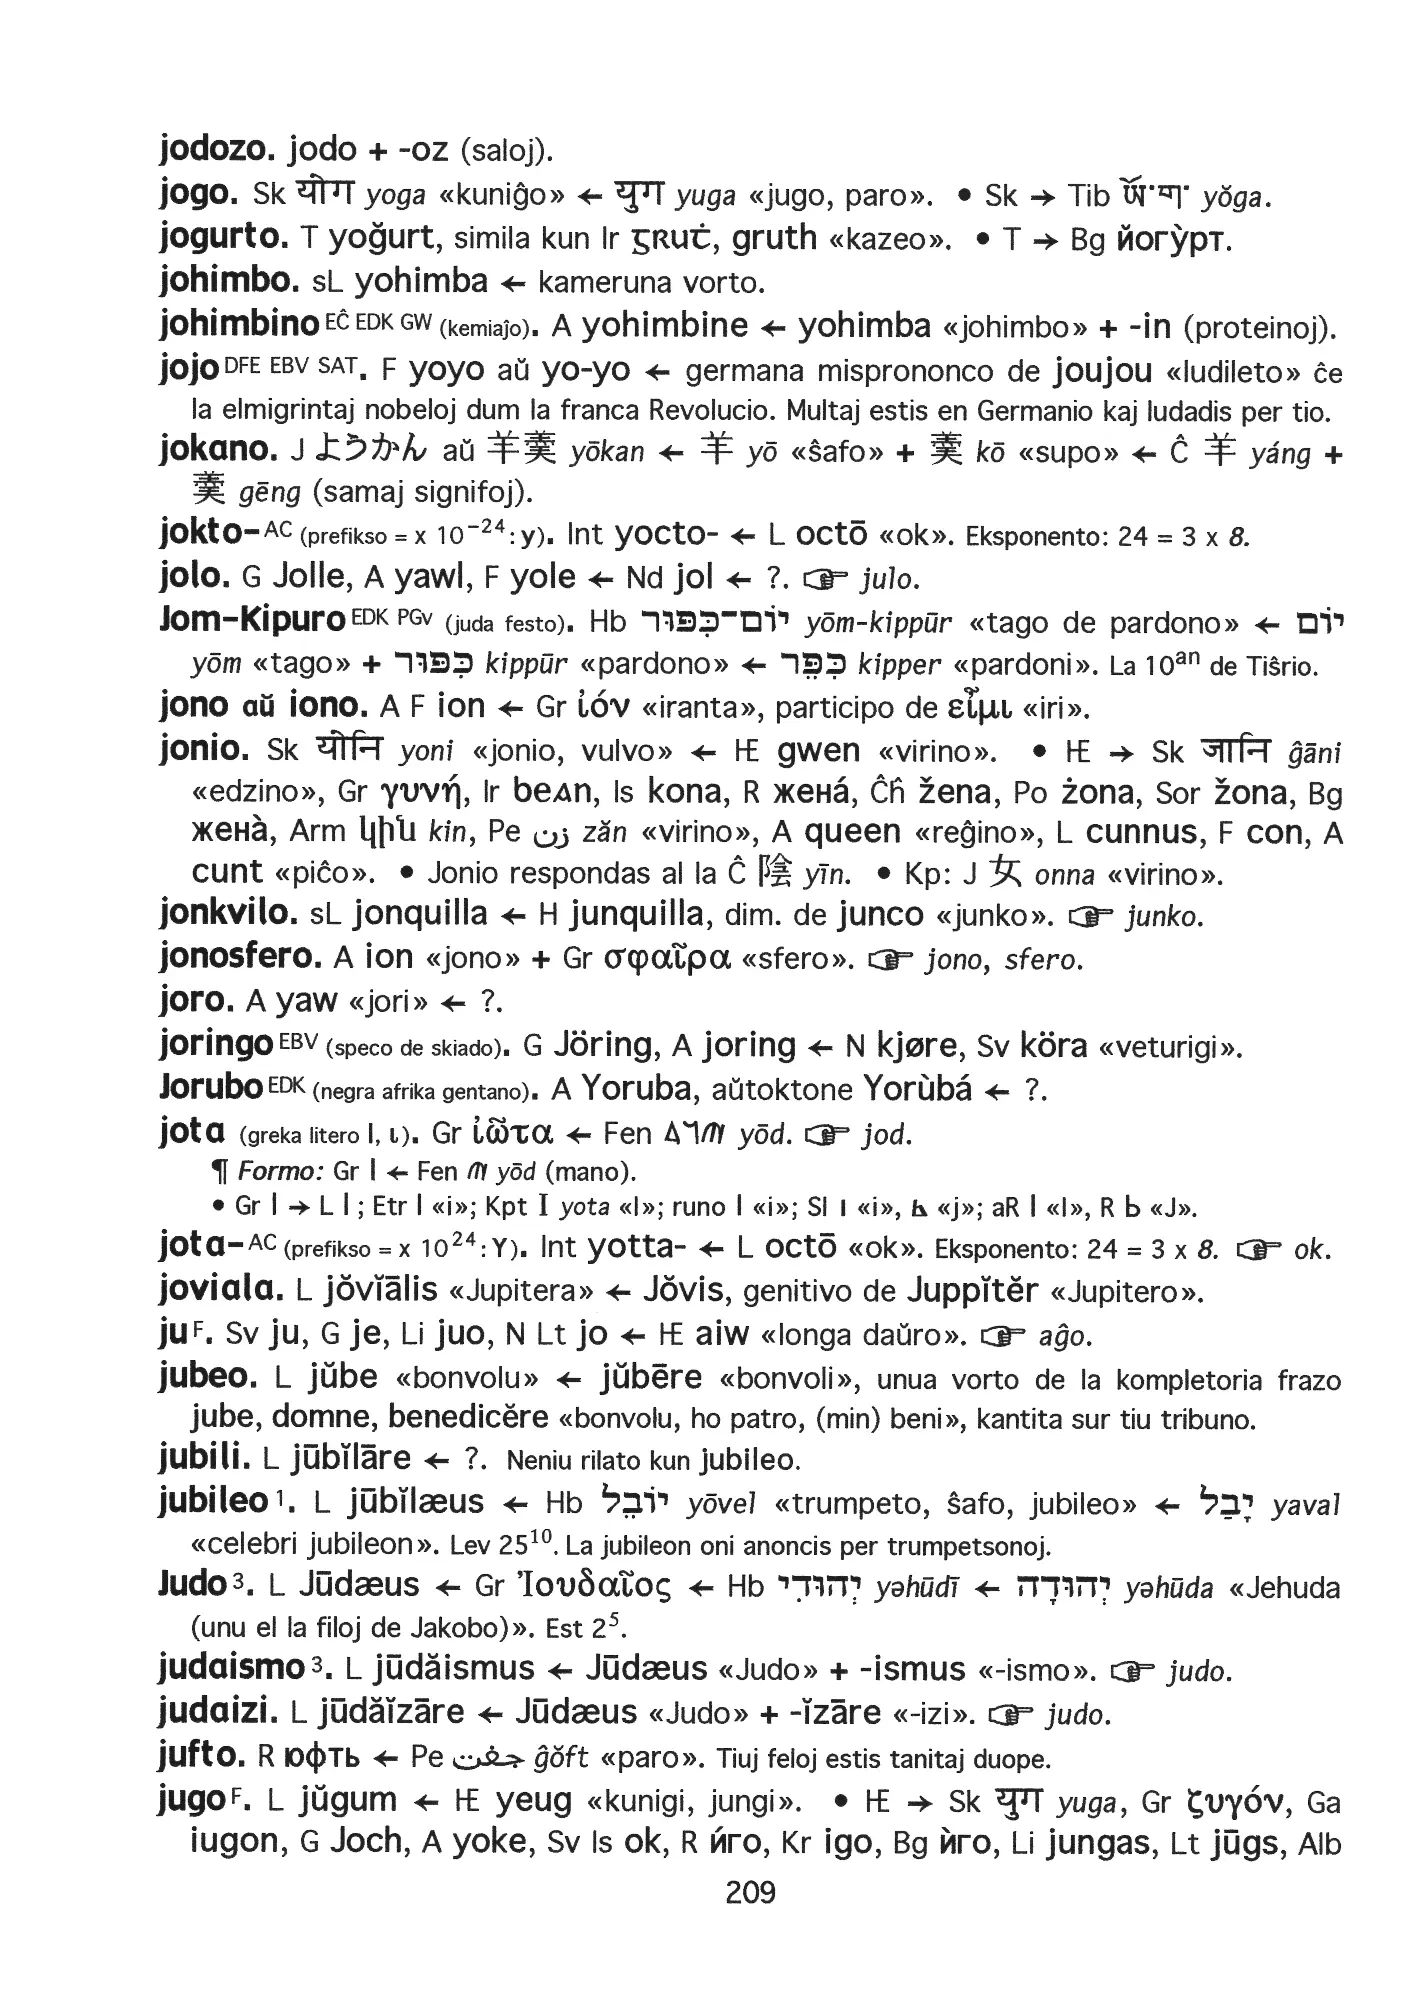 jodozo. jodo + -oz (saloj).
jogo. Sk योग yoga «kuniĝo» ← युग yuga «jugo, paro». • Sk → Tib ཡོ་ག་ yŏga.
jogurto. T yoğurt, simila kun Ir ᵹꞃuċ, gruth «kazeo». • T → Bg йогу̀рт.
johimbo. sL yohimba ← kameruna vorto.
johimbino EĈ EDK GW (kemiaĵo). A yohimbine ← yohimba «johimbo» + -in (proteinoj).
jojo DFE EBV SAT. F yoyo aŭ yo-yo ← germana misprononco de joujou «ludileto» ĉe
la elmigrintaj nobeloj dum la franca Revolucio. Multaj estis en Germanio kaj ludadis per tio.
jokano. J ようかん aŭ 羊羹 yōkan ← 羊 yō «ŝafo» + 羹 kō «supo» ← Ĉ 羊 yáng +
羹 gēng (samaj signifoj).
jokto- AC (prefikso = x 10⁻²⁴: y). Int yocto- ← L octō «ok». Eksponento: 24 = 3 x 8.
jolo. G Jolle, A yawl, F yole ← Nd jol ← ?. ☞ julo.
Jom-Kipuro EDK PGv (juda festo). Hb יוֹם־כִּפּוּר yōm-kippūr «tago de pardono» ← יוֹם
yōm «tago» + כִּפּוּר kippūr «pardono» ← כִּפֵּר kipper «pardoni». La 10ᵃⁿ de Tiŝrio.
jono aŭ iono. A F ion ← Gr ἰόν «iranta», participo de εἶμι «iri».
jonio. Sk योनि yoni «jonio, vulvo» ← IE gwen «virino». • IE → Sk जानि ĝāni
«edzino», Gr γυνή, Ir bean, Is kona, R жена́, Ĉĥ žena, Po żona, Sor žona, Bg
жена̀, Arm կին kin, Pe زن zăn «virino», A queen «reĝino», L cunnus, F con, A
cunt «piĉo». • Jonio respondas al la Ĉ 陰 yīn. • Kp: J 女 onna «virino».
jonkvilo. sL jonquilla ← H junquilla, dim. de junco «junko». ☞ junko.
jonosfero. A ion «jono» + Gr σφαῖρα «sfero». ☞ jono, sfero.
joro. A yaw «jori» ← ?.
joringo EBV (speco de skiado). G Jöring, A joring ← N kjøre, Sv köra «veturigi».
Jorubo EDK (negra afrika gentano). A Yoruba, aŭtoktone Yorùbá ← ?.
jota (greka litero Ι, ι). Gr ἰῶτα ← Fen 𐤉𐤅𐤃 yōd. ☞ jod.
¶ Formo: Gr Ι ← Fen 𐤉 yōd (mano).
• Gr Ι → L I ; Etr I «i»; Kpt Ⲓ yota «I»; runo ᛁ «i»; Sl ı «i», ꙇ «j»; aR I «I», R Ь «J».
jota- AC (prefikso = x 10²⁴: Y). Int yotta- ← L octō «ok». Eksponento: 24 = 3 x 8. ☞ ok.
joviala. L jŏvĭālis «Jupitera» ← Jŏvis, genitivo de Juppĭtĕr «Jupitero».
ju F. Sv ju, G je, Li juo, N Lt jo ← IE aiw «longa daŭro». ☞ aĝo.
jubeo. L jŭbe «bonvolu» ← jŭbēre «bonvoli», unua vorto de la kompletoria frazo
jube, domne, benedicĕre «bonvolu, ho patro, (min) beni», kantita sur tiu tribuno.
jubili. L jūbĭlāre ← ?. Neniu rilato kun jubileo.
jubileo ¹. L jūbĭlæus ← Hb יוֹבֵל yōvel «trumpeto, ŝafo, jubileo» ← יָבַל yaval
«celebri jubileon». Lev 25¹⁰. La jubileon oni anoncis per trumpetsonoj.
Judo ³. L Jūdæus ← Gr Ἰουδαῖος ← Hb יְהוּדִי yəhūdī ← יְהוּדָה yəhūda «Jehuda
(unu el la filoj de Jakobo)». Est 2⁵.
judaismo ³. L jūdăismus ← Jūdæus «Judo» + -ismus «-ismo». ☞ judo.
judaizi. L jūdăĭzāre ← Jūdæus «Judo» + -ĭzāre «-izi». ☞ judo.
jufto. R юфть ← Pe جفت ĝŏft «paro». Tiuj feloj estis tanitaj duope.
jugo F. L jŭgum ← IE yeug «kunigi, jungi». • IE → Sk युग yuga, Gr ζυγόν, Ga
iugon, G Joch, A yoke, Sv Is ok, R и́го, Kr igo, Bg ѝго, Li jungas, Lt jūgs, Alb
209